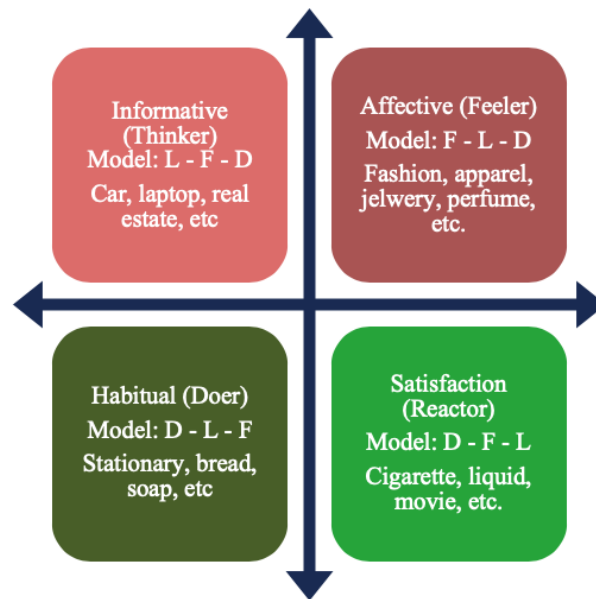 Informative
(Thinker)
Model: L - F - D
Car, laptop, real
estate, etc
Affective (Feeler)
Model: F - L - D
Fashion, apparel,
jelwery, perfume,
etc.
Habitual (Doer)
Model: D - L - F
Stationary, bread,
soap, etc
Satisfaction
(Reactor)
Model: D - F - L
Cigarette, liquid,
movie, etc.